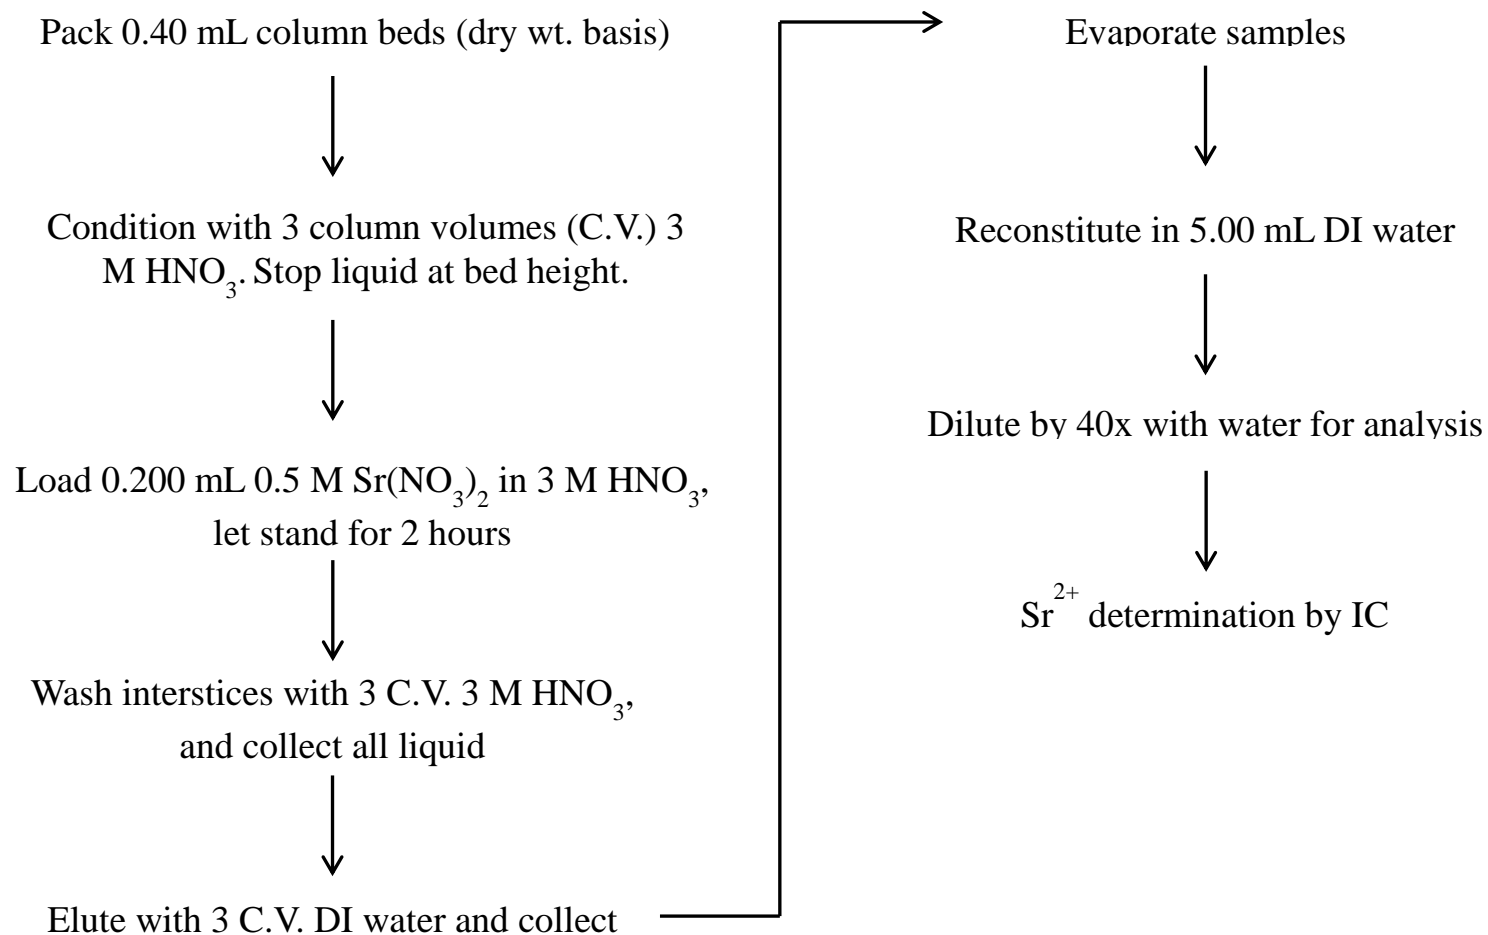 Pack 0.40 mL column beds (dry wt. basis)
Condition with 3 column volumes (C.V.) 3
M HNO₃. Stop liquid at bed height.
Load 0.200 mL 0.5 M Sr(NO₃)₂ in 3 M HNO₃,
let stand for 2 hours
Wash interstices with 3 C.V. 3 M HNO₃,
and collect all liquid
Elute with 3 C.V. DI water and collect
Evaporate samples
Reconstitute in 5.00 mL DI water
Dilute by 40x with water for analysis
Sr²⁺ determination by IC